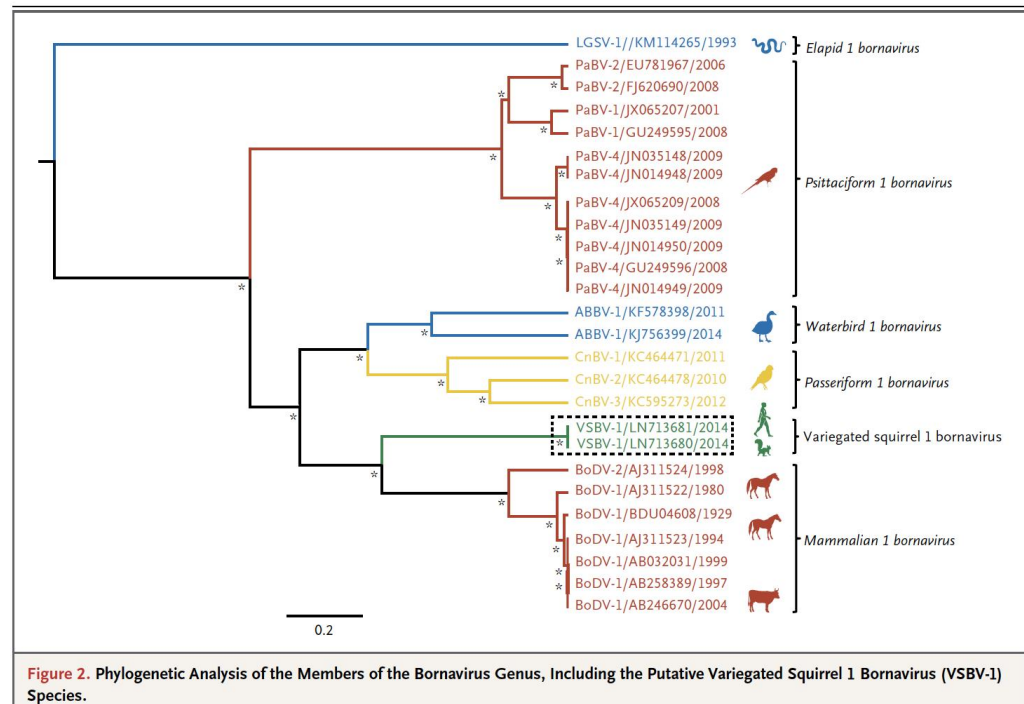 LGSV-1//KM114265/1993
Elapid 1 bornavirus
PaBV-2/EU781967/2006
*
*
PaBV-2/FJ620690/2008
PaBV-1/JX065207/2001
*
PaBV-1/GU249595/2008
*
PaBV-4/JN035148/2009
*
PaBV-4/JN014948/2009
Psittaciform 1 bornavirus
*
PaBV-4/JX065209/2008
PaBV-4/JN035149/2009
*
PaBV-4/JN014950/2009
*
PaBV-4/GU249596/2008
*
PaBV-4/JN014949/2009
ABBV-1/KF578398/2011
Waterbird 1 bornavirus
*
ABBV-1/KJ756399/2014
*
CnBV-1/KC464471/2011
*
CnBV-2/KC464478/2010
Passeriform 1 bornavirus
*
CnBV-3/KC595273/2012
*
VSBV-1/LN713681/2014
Variegated squirrel 1 bornavirus
*
VSBV-1/LN713680/2014
*
BoDV-2/AJ311524/1998
BoDV-1/AJ311522/1980
*
BoDV-1/BDU04608/1929
*
BoDV-1/AJ311523/1994
Mammalian 1 bornavirus
*
BoDV-1/AB032031/1999
*
BoDV-1/AB258389/1997
*
BoDV-1/AB246670/2004
0.2
Figure 2. Phylogenetic Analysis of the Members of the Bornavirus Genus, Including the Putative Variegated Squirrel 1 Bornavirus (VSBV-1)
Species.